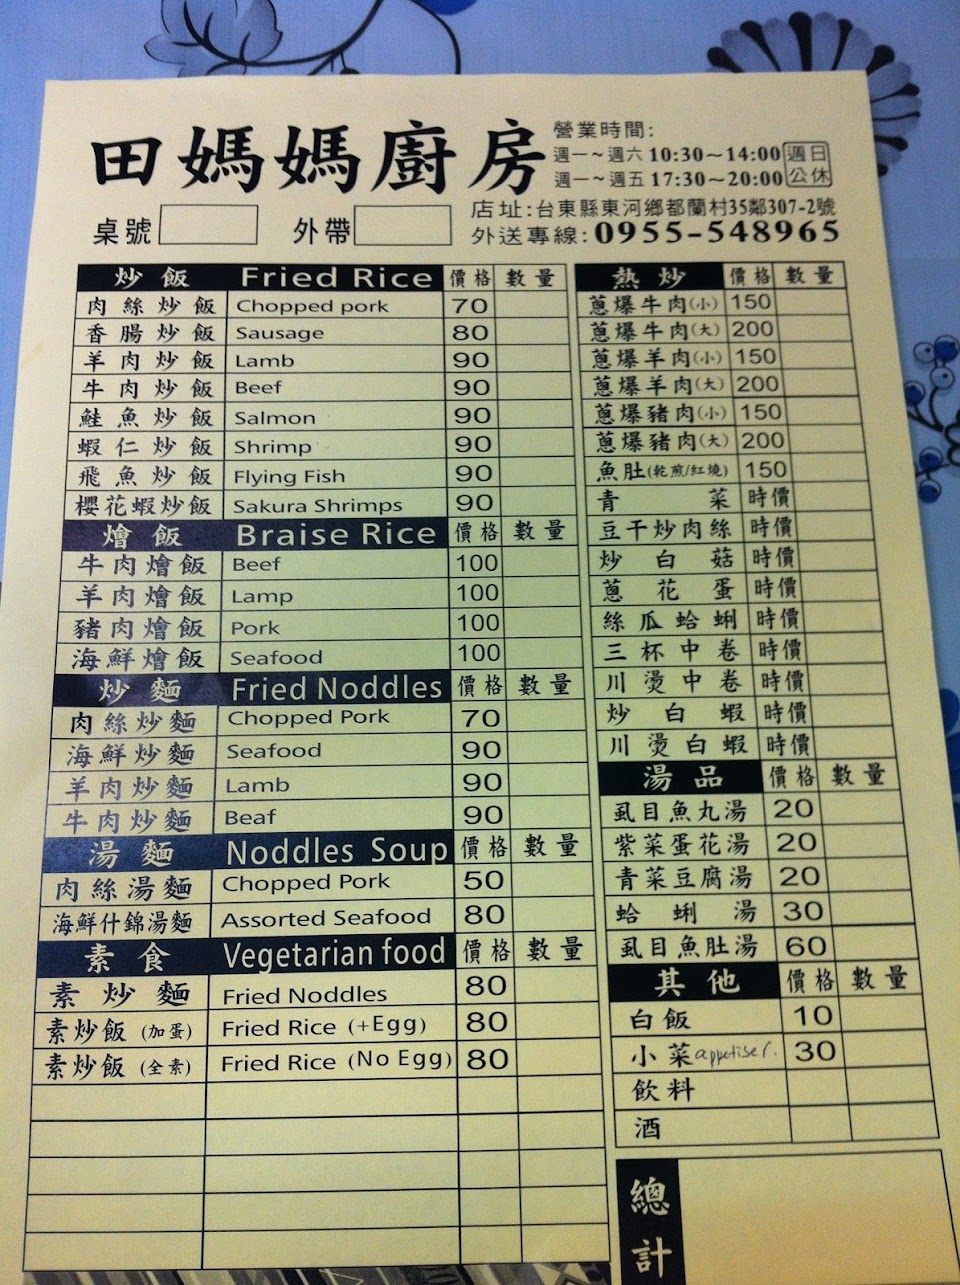 田媽媽廚房
營業時間:
週一~週六 10:30~14:00
週一~週五 17:30~20:00
週日公休
店址:台東縣東河鄉都蘭村35鄰307-2號
外送專線:0955-548965
桌號 外帶
炒飯 Fried Rice 價格 數量
肉絲炒飯 Chopped pork 70
香腸炒飯 Sausage 80
羊肉炒飯 Lamb 90
牛肉炒飯 Beef 90
鮭魚炒飯 Salmon 90
蝦仁炒飯 Shrimp 90
飛魚炒飯 Flying Fish 90
櫻花蝦炒飯 Sakura Shrimps 90
燴飯 Braise Rice 價格 數量
牛肉燴飯 Beef 100
羊肉燴飯 Lamp 100
豬肉燴飯 Pork 100
海鮮燴飯 Seafood 100
炒麵 Fried Noddles 價格 數量
肉絲炒麵 Chopped Pork 70
海鮮炒麵 Seafood 90
羊肉炒麵 Lamb 90
牛肉炒麵 Beaf 90
湯麵 Noddles Soup 價格 數量
肉絲湯麵 Chopped Pork 50
海鮮什錦湯麵 Assorted Seafood 80
素食 Vegetarian food 價格 數量
素炒麵 Fried Noddles 80
素炒飯 (加蛋) Fried Rice (+Egg) 80
素炒飯 (全素) Fried Rice (No Egg) 80
熱炒 價格 數量
蔥爆牛肉(小) 150
蔥爆牛肉(大) 200
蔥爆羊肉(小) 150
蔥爆羊肉(大) 200
蔥爆豬肉(小) 150
蔥爆豬肉(大) 200
魚肚(乾煎/紅燒) 150
青菜 時價
豆干炒肉絲 時價
炒白菇 時價
蔥花蛋 時價
絲瓜蛤蜊 時價
三杯中卷 時價
川燙中卷 時價
炒白蝦 時價
川燙白蝦 時價
湯品 價格 數量
虱目魚丸湯 20
紫菜蛋花湯 20
青菜豆腐湯 20
蛤蜊湯 30
虱目魚肚湯 60
其他 價格 數量
白飯 10
小菜 appetiser. 30
飲料
酒
總計